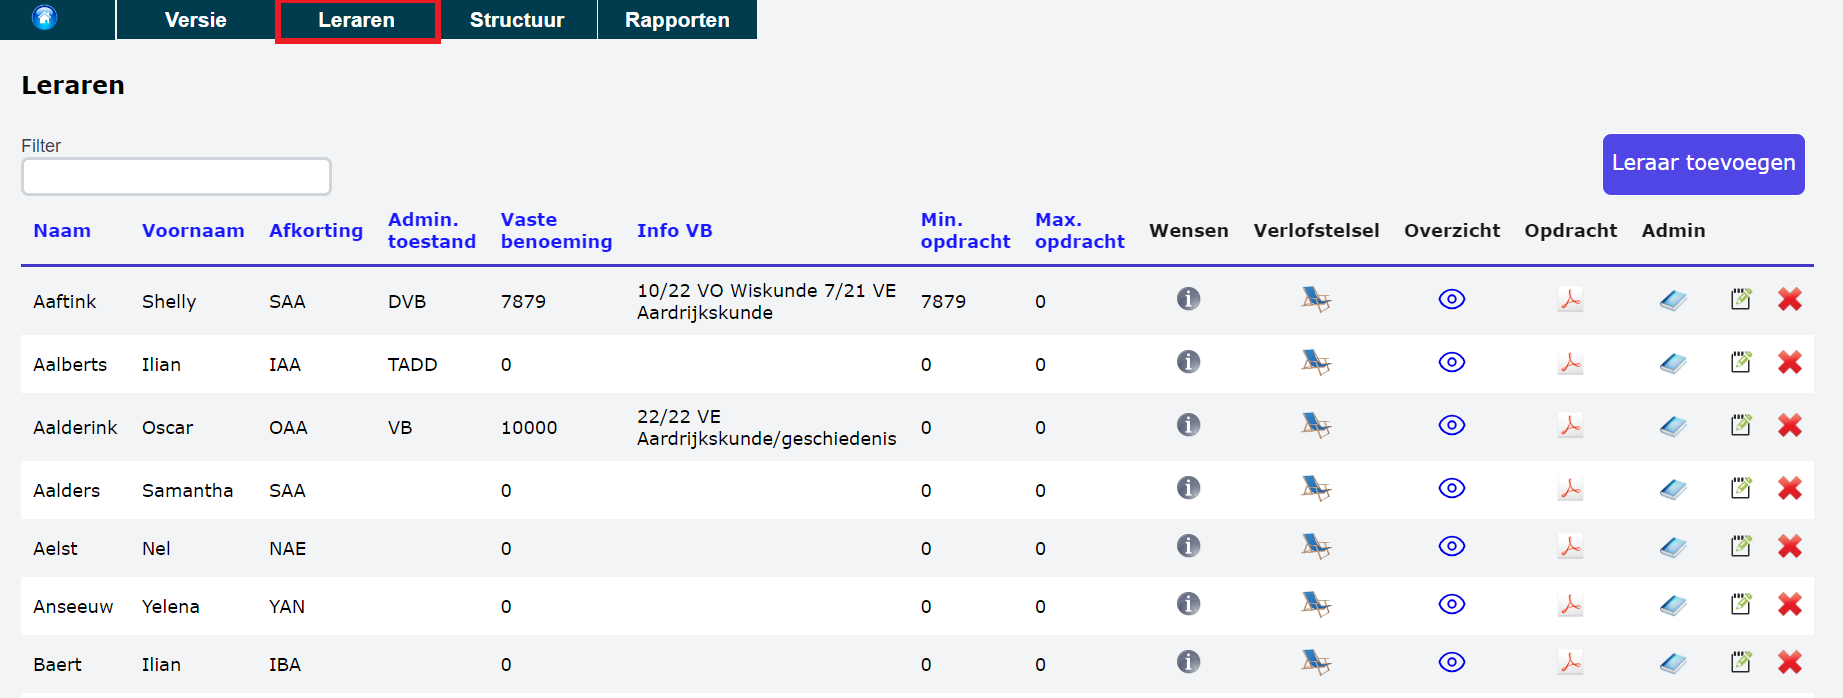 Versie Leraren Structuur Rapporten
Leraren
Filter
Leraar toevoegen
Naam Voornaam Afkorting Admin. toestand Vaste benoeming Info VB Min. opdracht Max. opdracht Wensen Verlofstelsel Overzicht Opdracht Admin
Aaftink Shelly SAA DVB 7879 10/22 VO Wiskunde 7/21 VE Aardrijkskunde 7879 0
Aalberts Ilian IAA TADD 0 0 0
Aalderink Oscar OAA VB 10000 22/22 VE Aardrijkskunde/geschiedenis 0 0
Aalders Samantha SAA 0 0 0
Aelst Nel NAE 0 0 0
Anseeuw Yelena YAN 0 0 0
Baert Ilian IBA 0 0 0